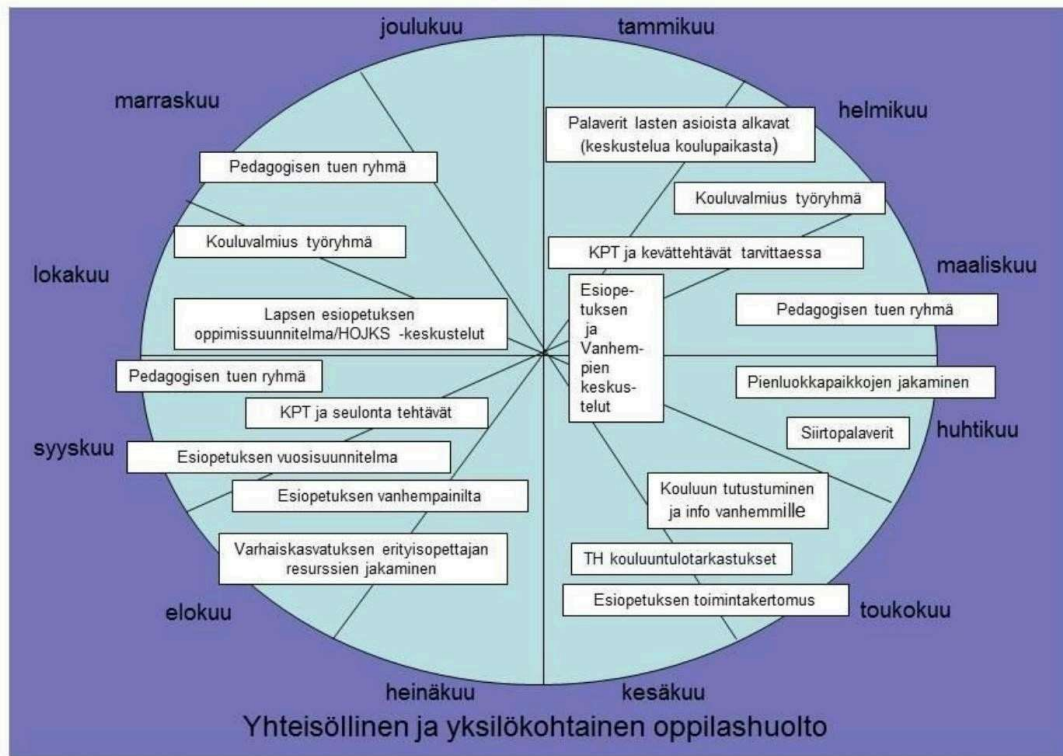 joulukuu
tammikuu
marraskuu
helmikuu
Palaverit lasten asioista alkavat
(keskustelua koulupaikasta)
Pedagogisen tuen ryhmä
Kouluvalmius työryhmä
Kouluvalmius työryhmä
KPT ja kevättehtävät tarvittaessa
lokakuu
maaliskuu
Esiope-
tuksen
ja
Vanhem-
pien
keskus-
telut
Lapsen esiopetuksen
oppimissuunnitelma/HOJKS -keskustelut
Pedagogisen tuen ryhmä
Pedagogisen tuen ryhmä
Pienluokkapaikkojen jakaminen
KPT ja seulonta tehtävät
Siirtopalaverit
huhtikuu
syyskuu
Esiopetuksen vuosisuunnitelma
Esiopetuksen vanhempainilta
Kouluun tutustuminen
ja info vanhemmille
Varhaiskasvatuksen erityisopettajan
resurssien jakaminen
TH kouluuntulotarkastukset
Esiopetuksen toimintakertomus
elokuu
toukokuu
heinäkuu
kesäkuu
Yhteisöllinen ja yksilökohtainen oppilashuolto